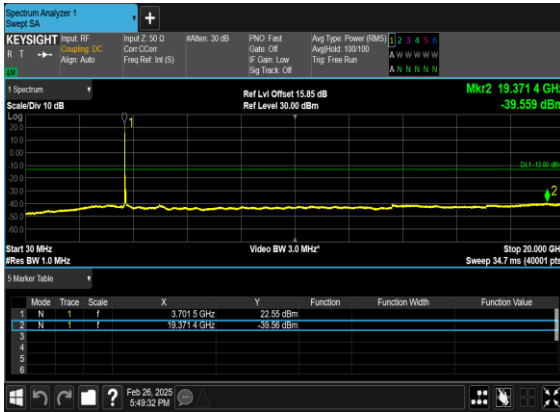 Spectrum Analyzer 1
Swept SA
+
KEYSIGHT Input: RF Input Z: 50 Ω #Atten: 30 dB PNO: Fast Avg Type: Power (RMS) 1 2 3 4 5 6
R T Coupling: DC Corr CCorr Gate: Off Avg|Hold: 100/100 A W W W W W
Align: Auto Freq Ref: Int (S) IF Gain: Low Trig: Free Run
Sig Track: Off A N N N N N
LXI
1 Spectrum Ref Lvl Offset 15.85 dB Mkr2 19.371 4 GHz
Scale/Div 10 dB Ref Level 30.00 dBm -39.559 dBm
Log
1
20.0
10.0
0.00
-10.0
DL1 -13.00 dBm
-20.0
-30.0
2
-40.0
-50.0
-60.0
Start 30 MHz Video BW 3.0 MHz* Stop 20.000 GHz
#Res BW 1.0 MHz Sweep 34.7 ms (40001 pts)
5 Marker Table
Mode Trace Scale X Y Function Function Width Function Value
1 N 1 f 3.701 5 GHz 22.55 dBm
2 N 1 f 19.371 4 GHz -39.56 dBm
3
4
5
6
? Feb 26, 2025
5:49:32 PM